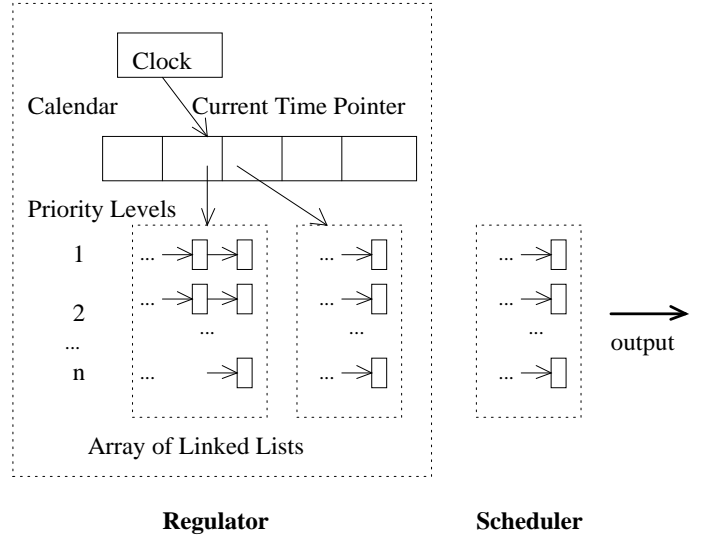 Clock
Calendar
Current Time Pointer
Priority Levels
1
... 
... 
...
2
... 
... 
...
...
... ... ...
n
... 
... 
...
output
Array of Linked Lists
Regulator
Scheduler